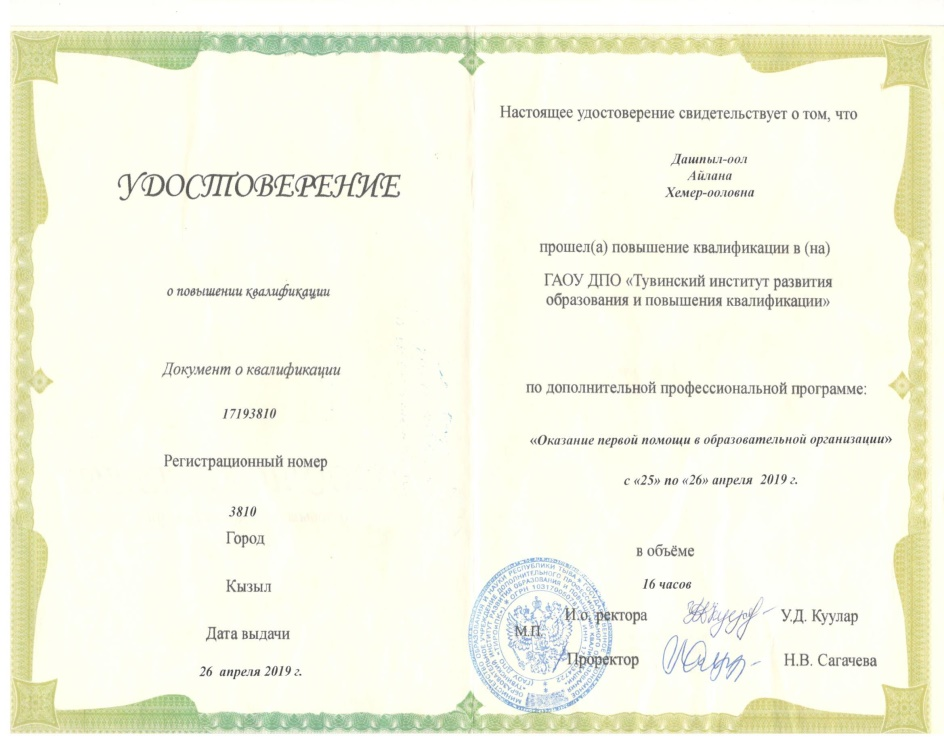 УДОСТОВЕРЕНИЕ
о повышении квалификации
Документ о квалификации
17193810
Регистрационный номер
3810
Город
Кызыл
Дата выдачи
26 апреля 2019 г.
Настоящее удостоверение свидетельствует о том, что
Дашпыл-оол
Айлана
Хемер-ооловна
прошел(а) повышение квалификации в (на)
ГАОУ ДПО «Тувинский институт развития
образования и повышения квалификации»
по дополнительной профессиональной программе:
«Оказание первой помощи в образовательной организации»
с «25» по «26» апреля 2019 г.
в объёме
16 часов
И.о. ректора У.Д. Куулар
М.П.
Проректор Н.В. Сагачева